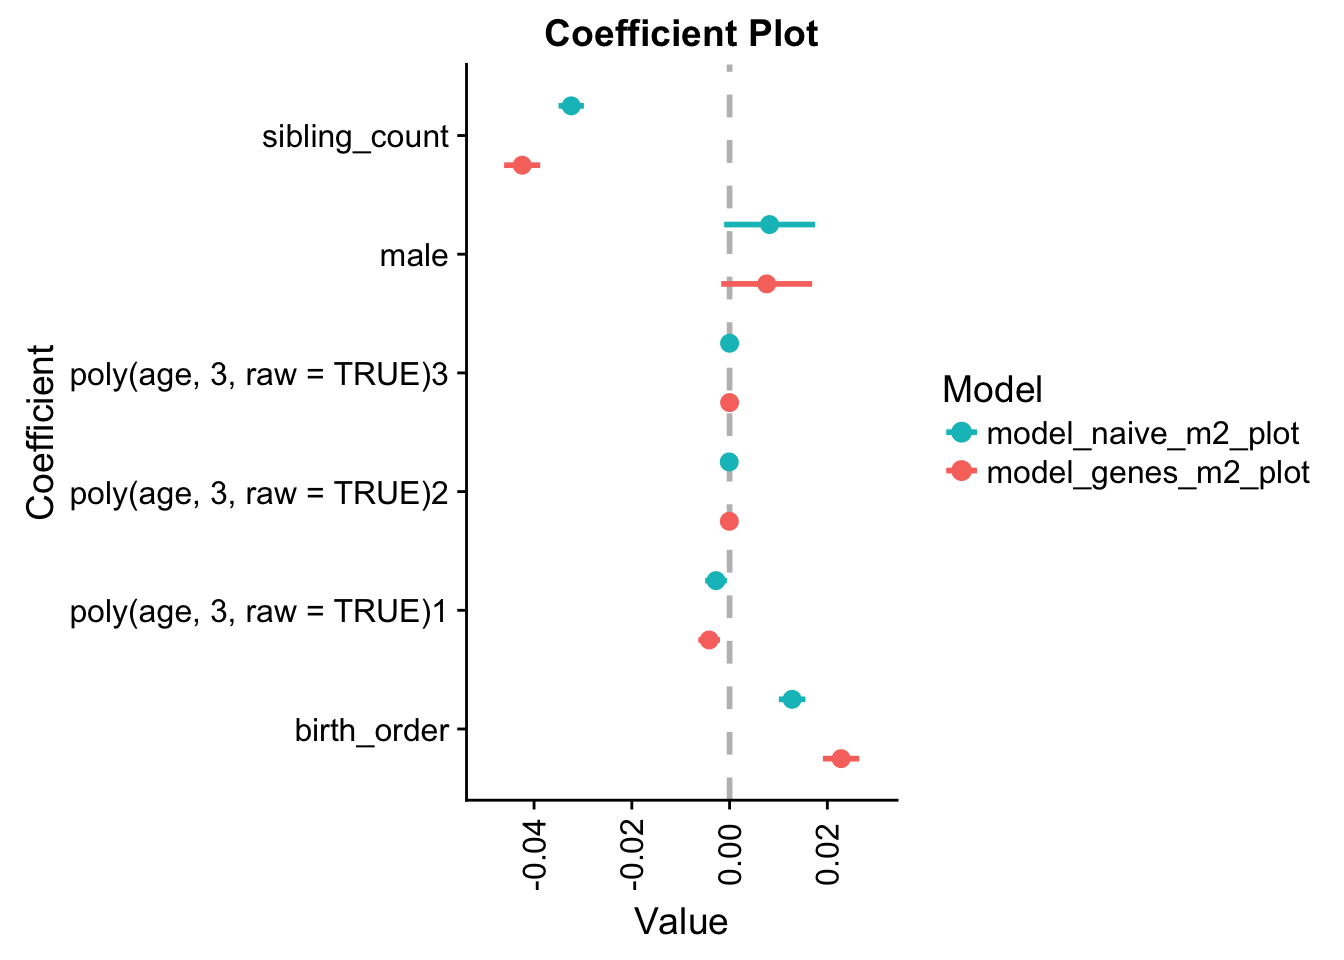 Coefficient Plot
Coefficient
sibling_count
male
poly(age, 3, raw = TRUE)3
poly(age, 3, raw = TRUE)2
poly(age, 3, raw = TRUE)1
birth_order
-0.04
-0.02
0.00
0.02
Value
Model
model_naive_m2_plot
model_genes_m2_plot